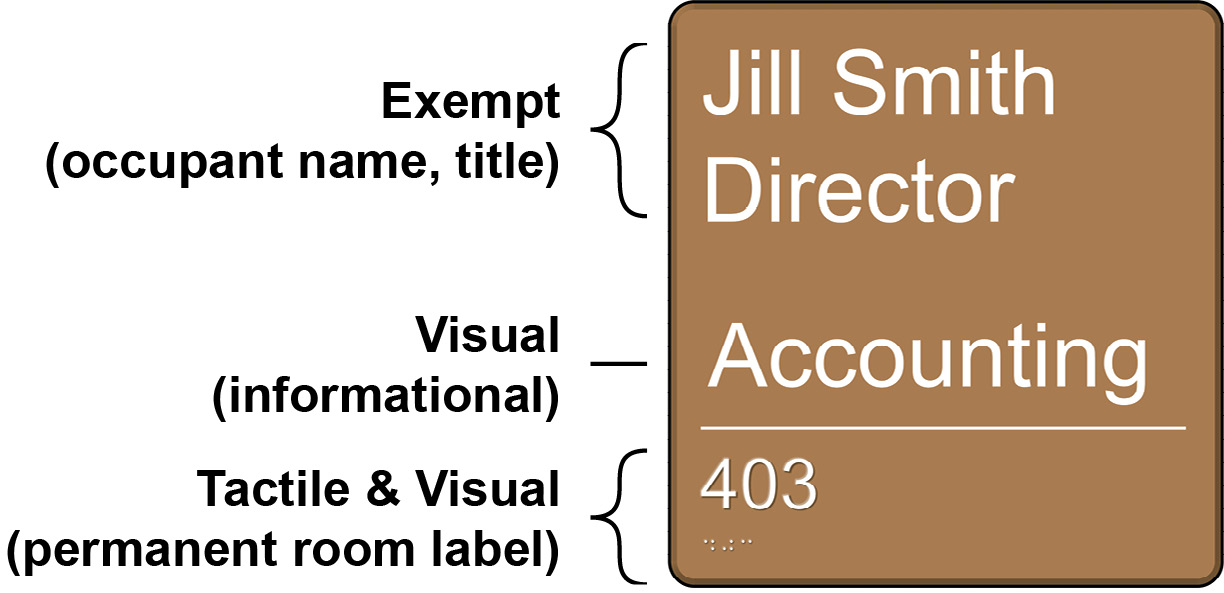 Exempt
(occupant name, title)
Visual
(informational)
Tactile & Visual
(permanent room label)
Jill Smith
Director
Accounting
403